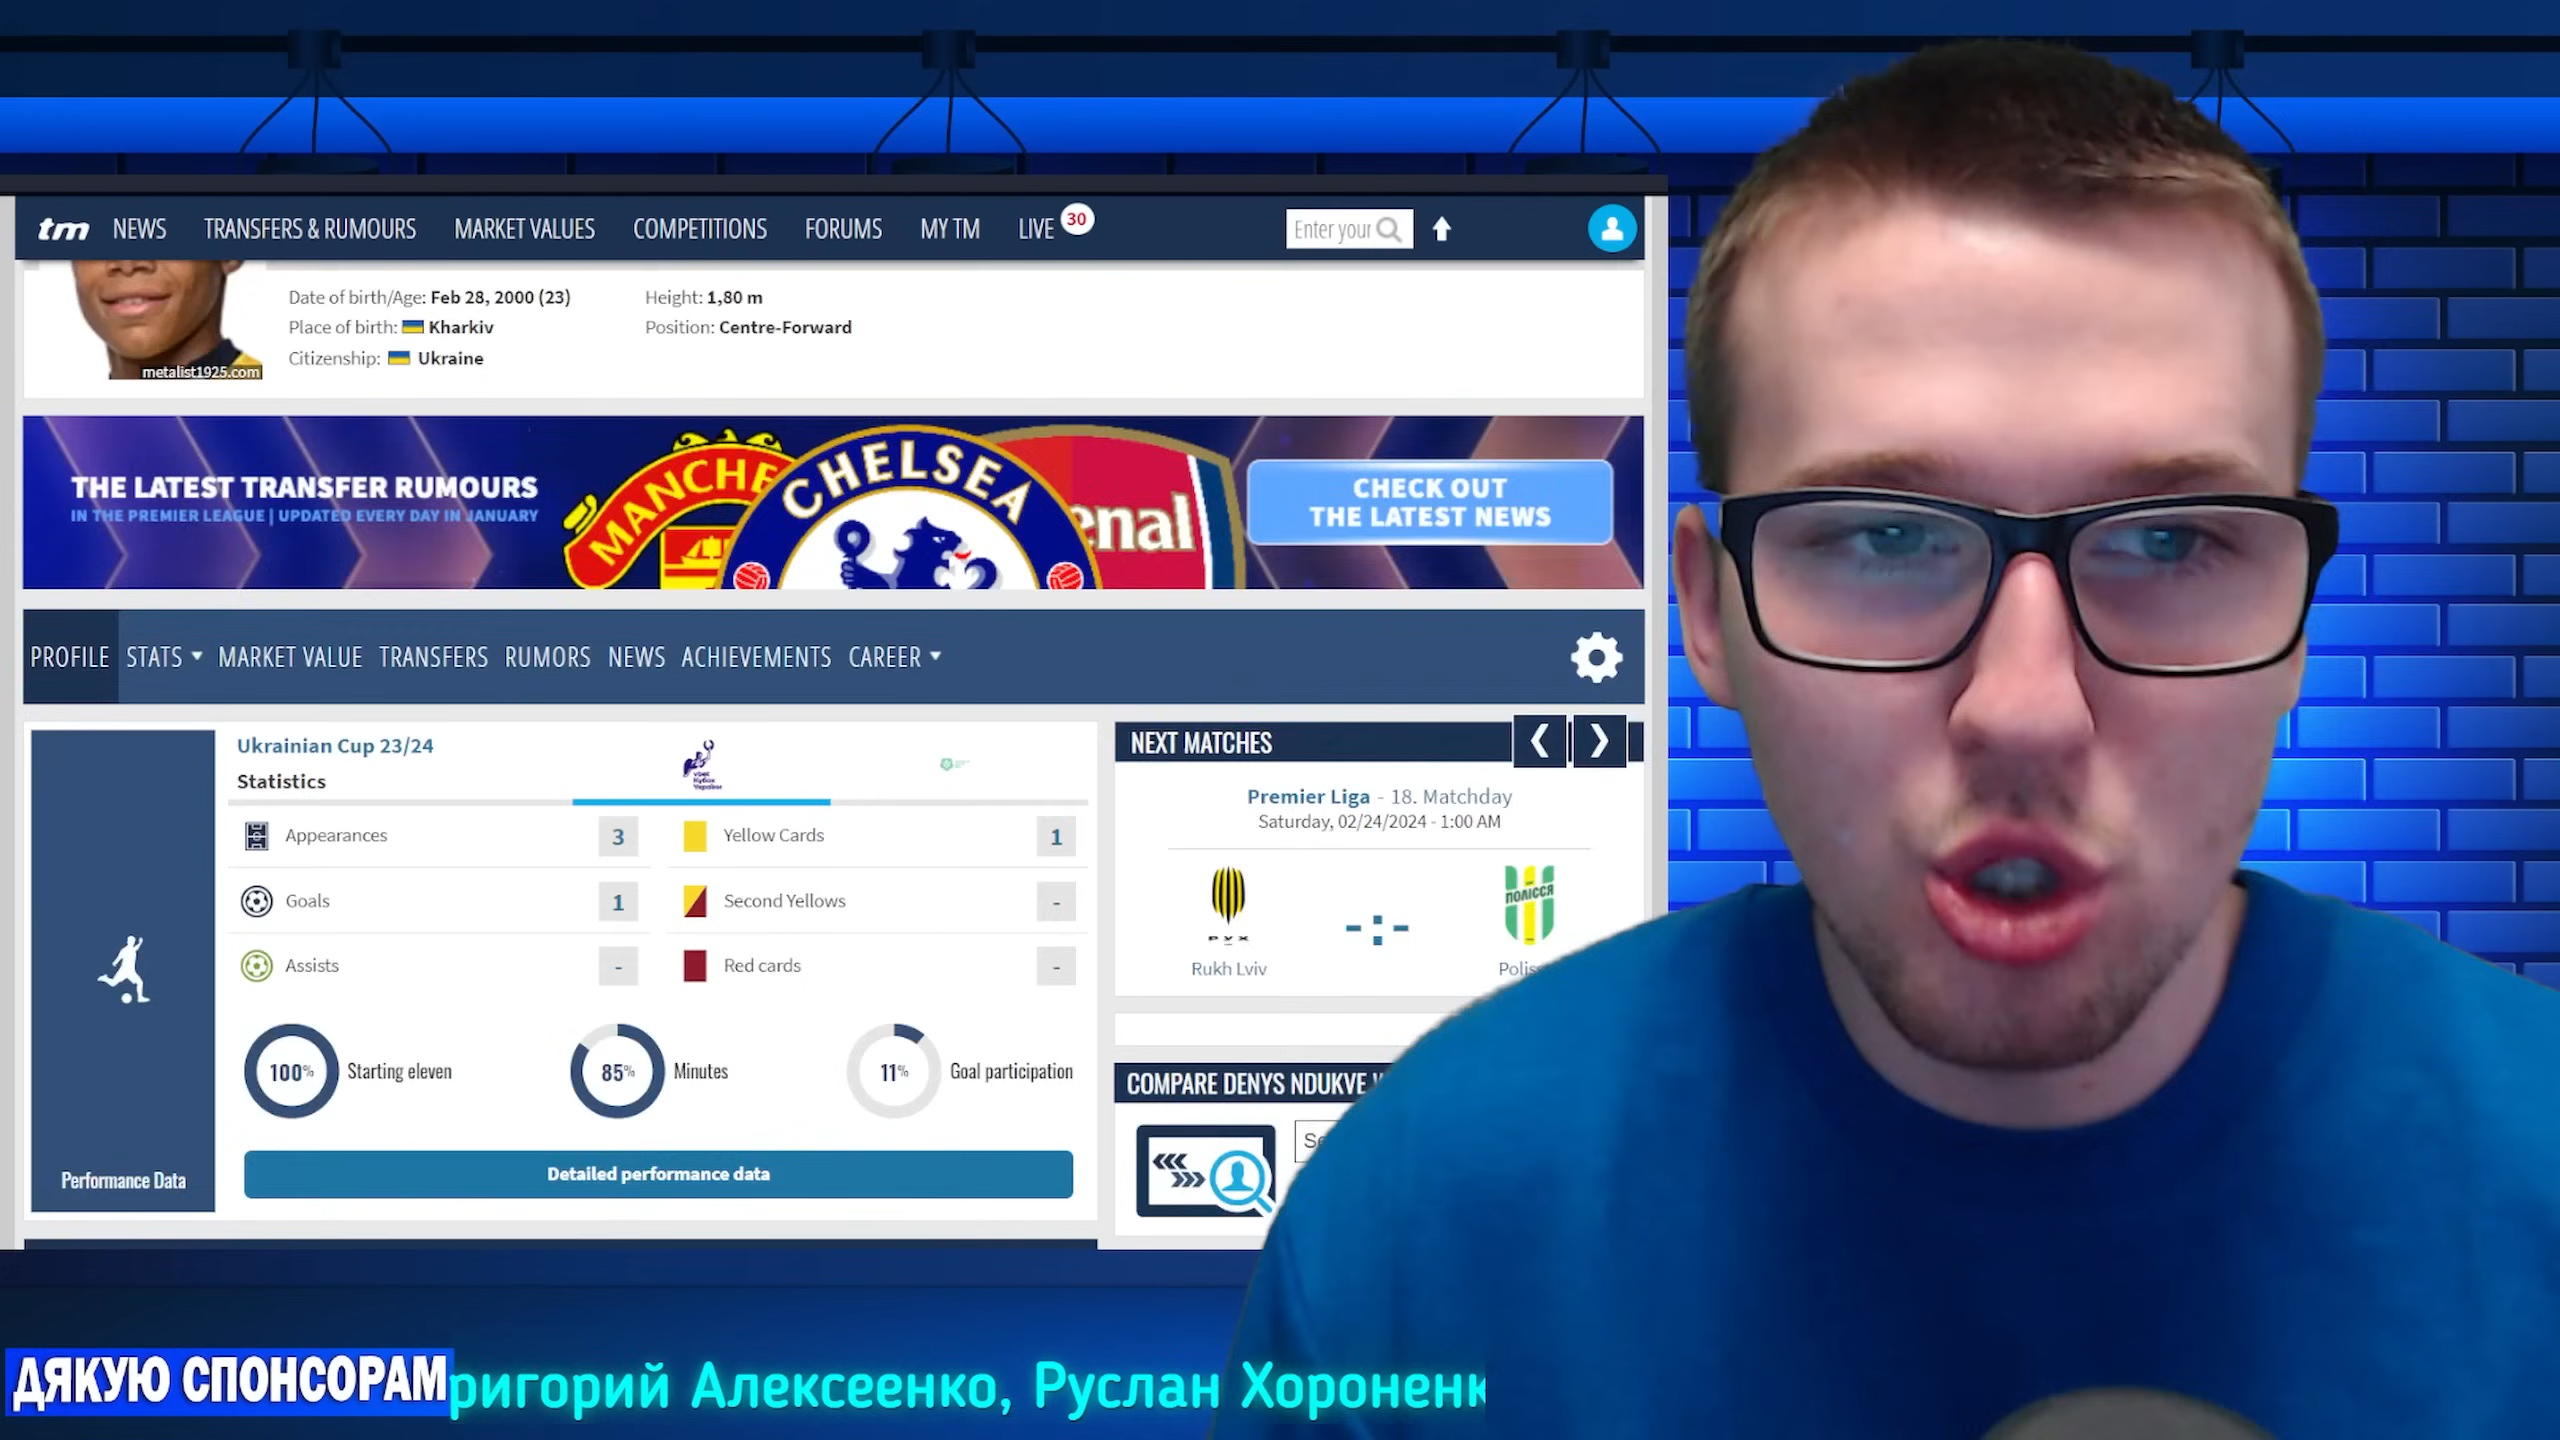 tm NEWS TRANSFERS & RUMOURS MARKET VALUES COMPETITIONS FORUMS MY TM LIVE 30 Enter your
Date of birth/Age: Feb 28, 2000 (23)
Place of birth: Kharkiv
Citizenship: Ukraine
Height: 1,80 m
Position: Centre-Forward
metalist1925.com
THE LATEST TRANSFER RUMOURS
IN THE PREMIER LEAGUE | UPDATED EVERY DAY IN JANUARY
MANCHE
CHELSEA
enal
CHECK OUT
THE LATEST NEWS
PROFILE STATS MARKET VALUE TRANSFERS RUMORS NEWS ACHIEVEMENTS CAREER
Performance Data
Ukrainian Cup 23/24
Statistics
Appearances 3
Yellow Cards 1
Goals 1
Second Yellows -
Assists -
Red cards -
100% Starting eleven
85% Minutes
11% Goal participation
Detailed performance data
NEXT MATCHES
Premier Liga - 18. Matchday
Saturday, 02/24/2024 - 1:00 AM
РУХ
-:-
ПОЛІССЯ
Rukh Lviv
Polis
COMPARE DENYS NDUKVE
ДЯКУЮ СПОНСОРАМ
ригорий Алексеенко, Руслан Хороненк